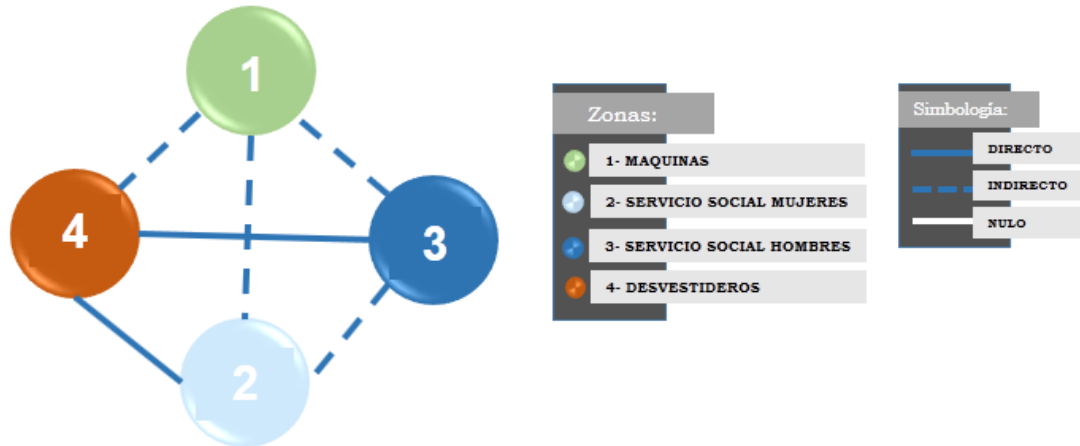 1
4
3
2
Zonas:
1- MAQUINAS
2- SERVICIO SOCIAL MUJERES
3- SERVICIO SOCIAL HOMBRES
4- DESVESTIDEROS
Simbología:
DIRECTO
INDIRECTO
NULO